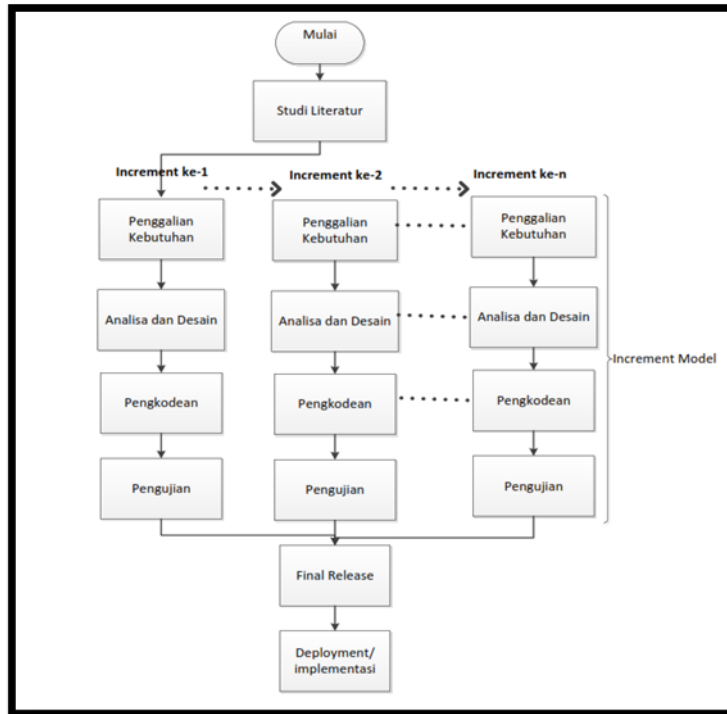 Mulai
Studi Literatur
Increment ke-1
Increment ke-2
Increment ke-n
Penggalian
Kebutuhan
Penggalian
Kebutuhan
Penggalian
Kebutuhan
Analisa dan Desain
Analisa dan Desain
Analisa dan Desain
Increment Model
Pengkodean
Pengkodean
Pengkodean
Pengujian
Pengujian
Pengujian
Final Release
Deployment/
implementasi